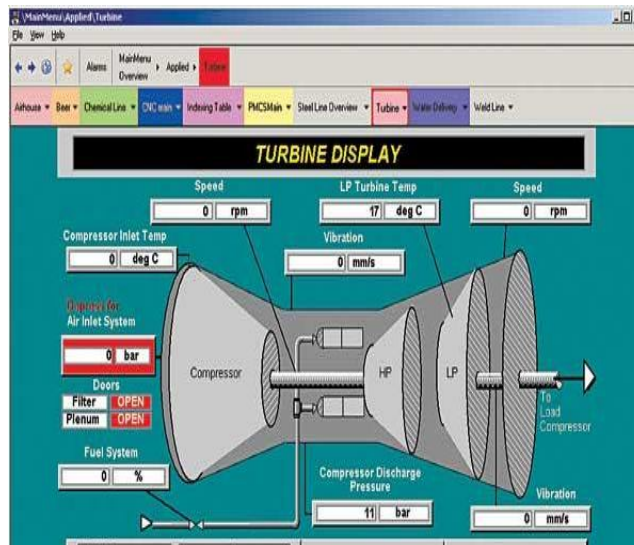 \MainMenu\Applied\Turbine
File View Help
Alarms MainMenu Overview Applied Turbine
Airhouse Beer Chemical Line CNC main Indexing Table PMCSMain Steel Line Overview Turbine Water Delivery Weld Line
TURBINE DISPLAY
Speed LP Turbine Temp Speed
0 rpm 17 deg C 0 rpm
Compressor Inlet Temp Vibration
0 deg C 0 mm/s
for
Air Inlet System
0 bar
Compressor HP LP
Doors
Filter OPEN
Plenum OPEN
To
Load
Compressor
Fuel System
0 %
Compressor Discharge
Pressure
11 bar
Vibration
0 mm/s